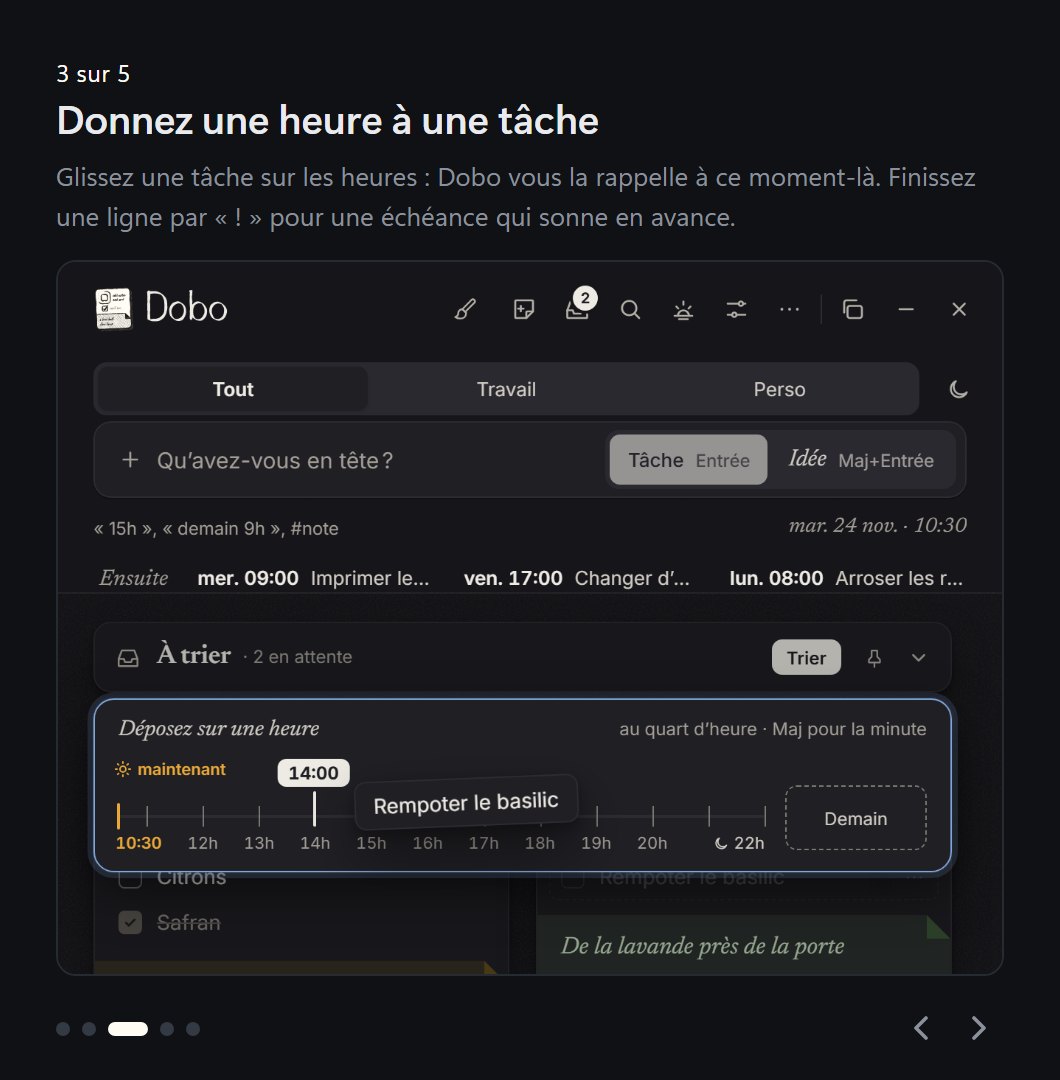 3 sur 5
Donnez une heure à une tâche
Glissez une tâche sur les heures : Dobo vous la rappelle à ce moment-là. Finissez
une ligne par « ! » pour une échéance qui sonne en avance.
Dobo
2
Tout Travail Perso
Qu’avez-vous en tête ?
Tâche Entrée Idée Maj+Entrée
« 15h », « demain 9h », #note
mar. 24 nov. · 10:30
Ensuite mer. 09:00 Imprimer le… ven. 17:00 Changer d’… lun. 08:00 Arroser les r…
À trier · 2 en attente
Trier
Déposez sur une heure
au quart d’heure · Maj pour la minute
maintenant
14:00
Rempoter le basilic
10:30 12h 13h 14h 15h 16h 17h 18h 19h 20h 22h
Demain
Citrons
Rempoter le basilic
Safran
De la lavande près de la porte